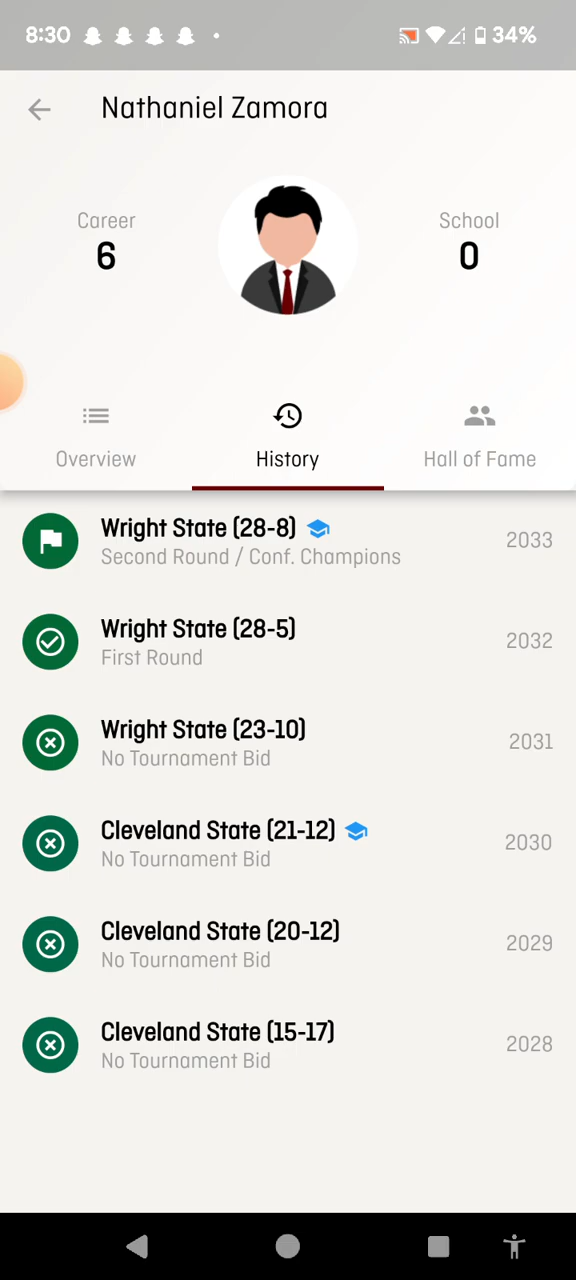 8:30
34%
Nathaniel Zamora
Career
6
School
0
Overview
History
Hall of Fame
Wright State (28-8)
Second Round / Conf. Champions
2033
Wright State (28-5)
First Round
2032
Wright State (23-10)
No Tournament Bid
2031
Cleveland State (21-12)
No Tournament Bid
2030
Cleveland State (20-12)
No Tournament Bid
2029
Cleveland State (15-17)
No Tournament Bid
2028